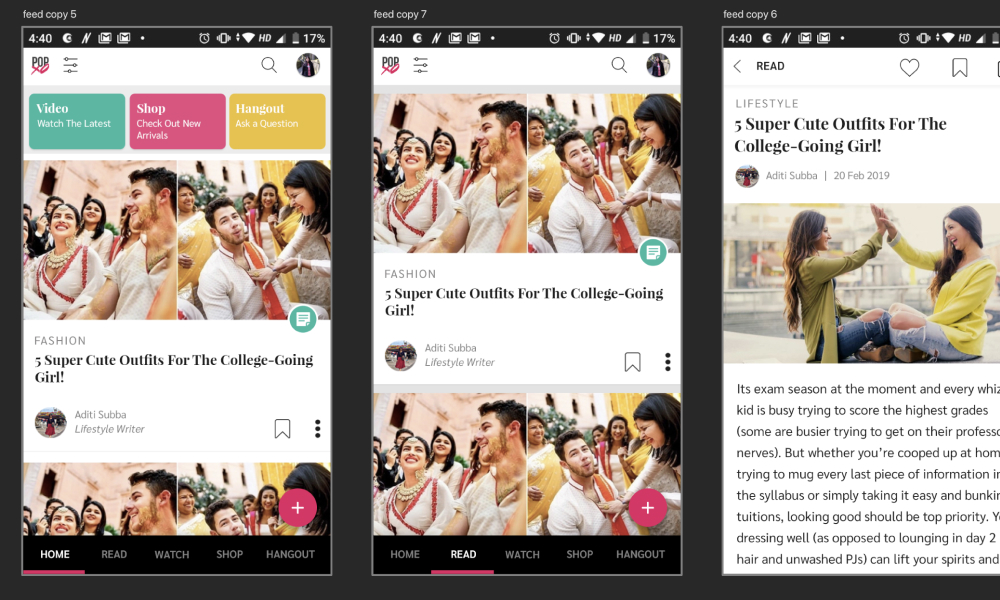 feed copy 5
4:40
HD
17%
POP
Video
Watch The Latest
Shop
Check Out New
Arrivals
Hangout
Ask a Question
FASHION
5 Super Cute Outfits For The College-Going
Girl!
Aditi Subba
Lifestyle Writer
HOME
READ
WATCH
SHOP
HANGOUT
feed copy 7
4:40
HD
17%
POP
FASHION
5 Super Cute Outfits For The College-Going
Girl!
Aditi Subba
Lifestyle Writer
HOME
READ
WATCH
SHOP
HANGOUT
feed copy 6
4:40
HD
READ
LIFESTYLE
5 Super Cute Outfits For The
College-Going Girl!
Aditi Subba | 20 Feb 2019
Its exam season at the moment and every whiz
kid is busy trying to score the highest grades
(some are busier trying to get on their professo
nerves). But whether you're cooped up at hom
trying to mug every last piece of information in
the syllabus or simply taking it easy and bunkin
tuitions, looking good should be top priority. Yo
dressing well (as opposed to lounging in day 2
hair and unwashed PJs) can lift your spirits and